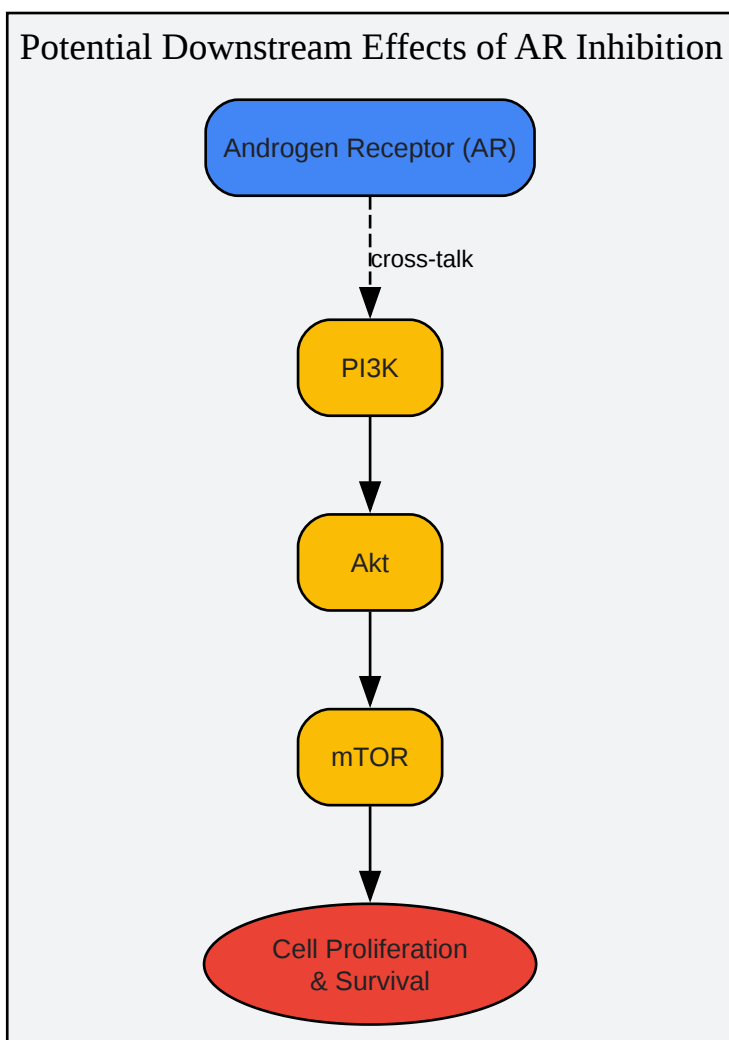 Potential Downstream Effects of AR Inhibition
Androgen Receptor (AR)
cross-talk
PI3K
Akt
mTOR
Cell Proliferation
& Survival